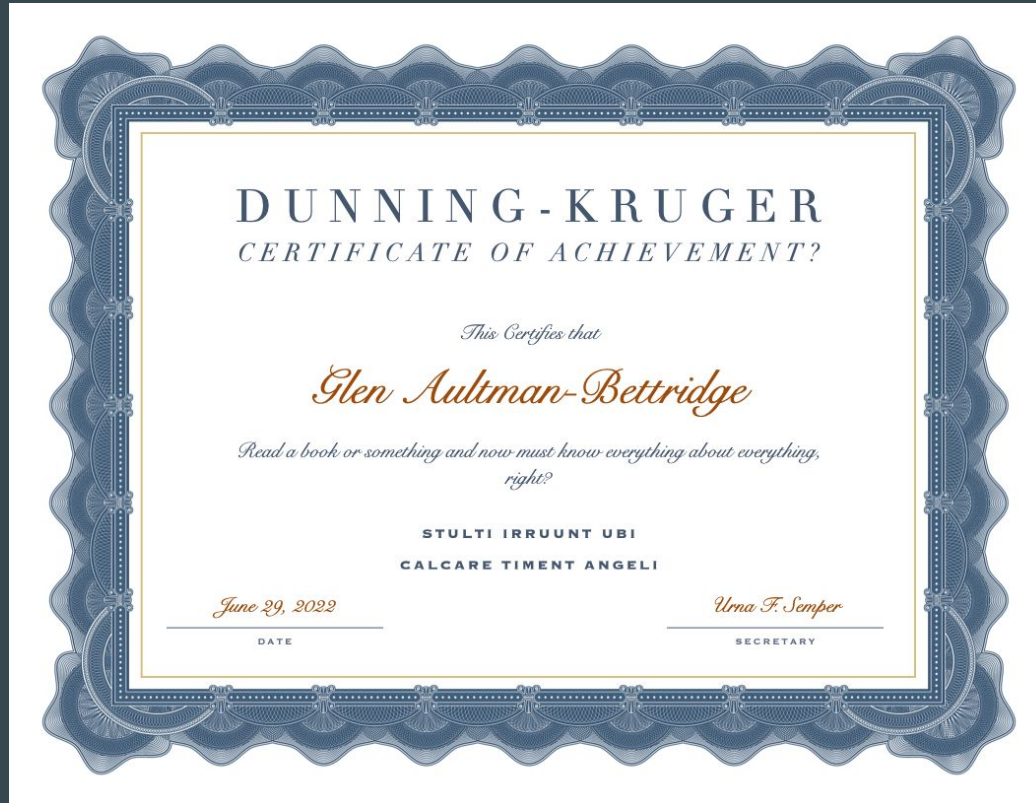 DUNNING-KRUGER
CERTIFICATE OF ACHIEVEMENT?
This Certifies that
Glen Aultman-Bettridge
Read a book or something and now must know everything about everything,
right?
STULTI IRRUUNT UBI
CALCARE TIMENT ANGELI
June 29, 2022
DATE
Urna F. Semper
SECRETARY